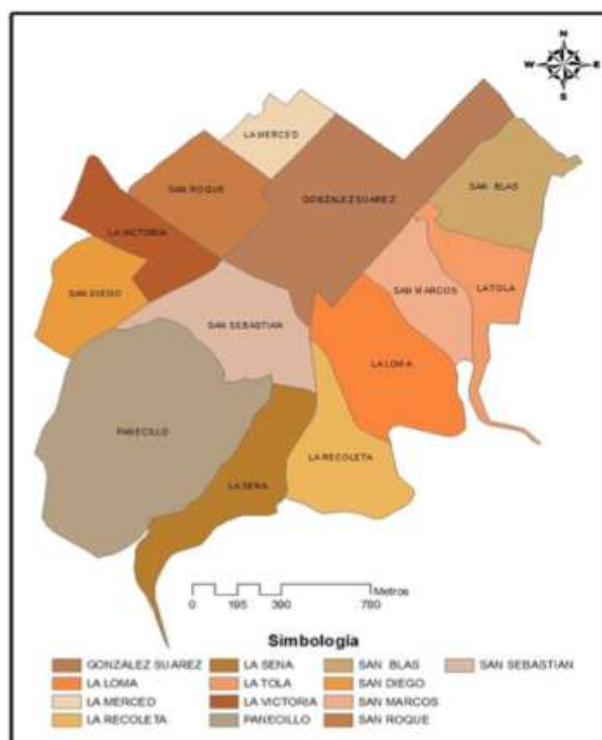 N
W E
S
LA MERCED
SAN ROQUE
GONZALEZ SUAREZ
SAN BLAS
LA VICTORIA
SAN DIEGO
SAN MARCOS
LA TOLA
SAN SEBASTIAN
LA LOMA
PANECILLO
LA RECOLETA
LA SENA
Metros
0 195 390 780
Simbología
GONZALEZ SUAREZ LA SENA SAN BLAS SAN SEBASTIAN
LA LOMA LA TOLA SAN DIEGO
LA MERCED LA VICTORIA SAN MARCOS
LA RECOLETA PANECILLO SAN ROQUE